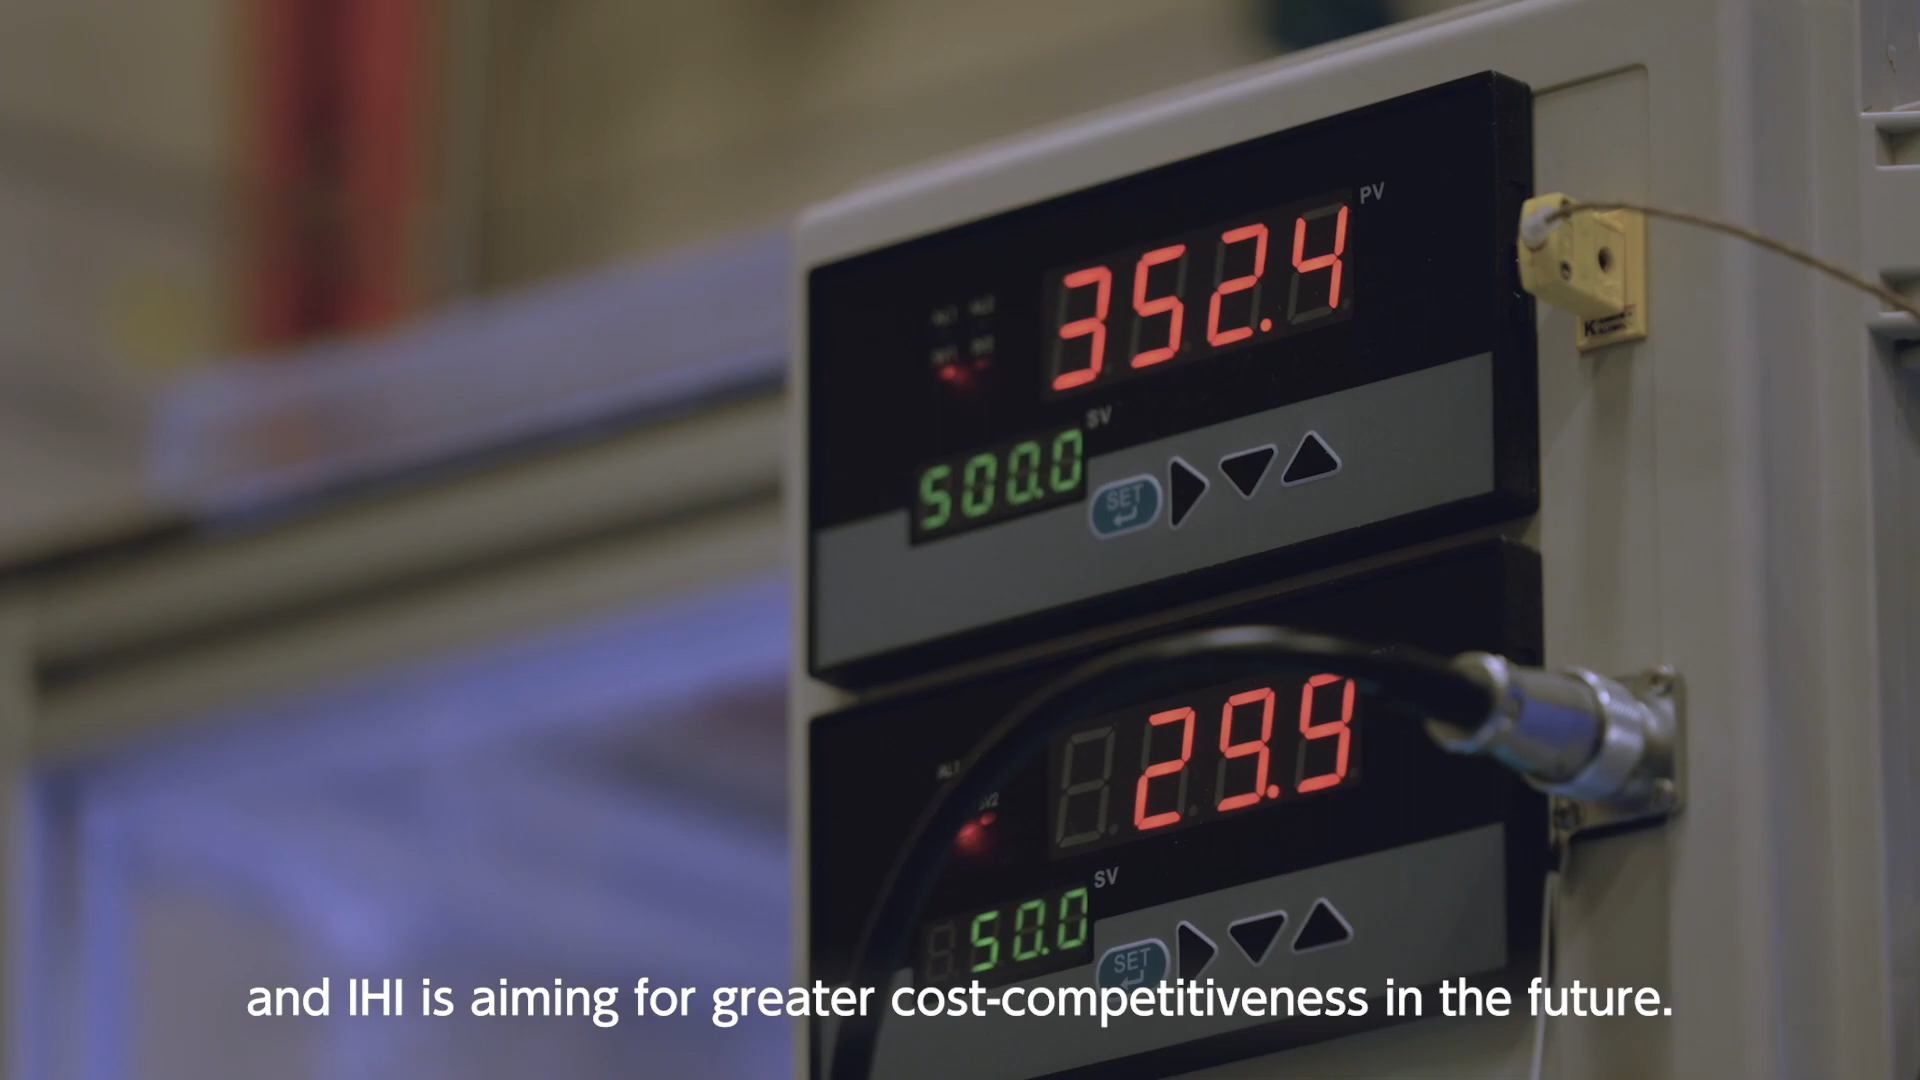 PV
352.4
SV
500.0
SET
K
29.9
SV2
SV
50.0
SET
and IHI is aiming for greater cost-competitiveness in the future.